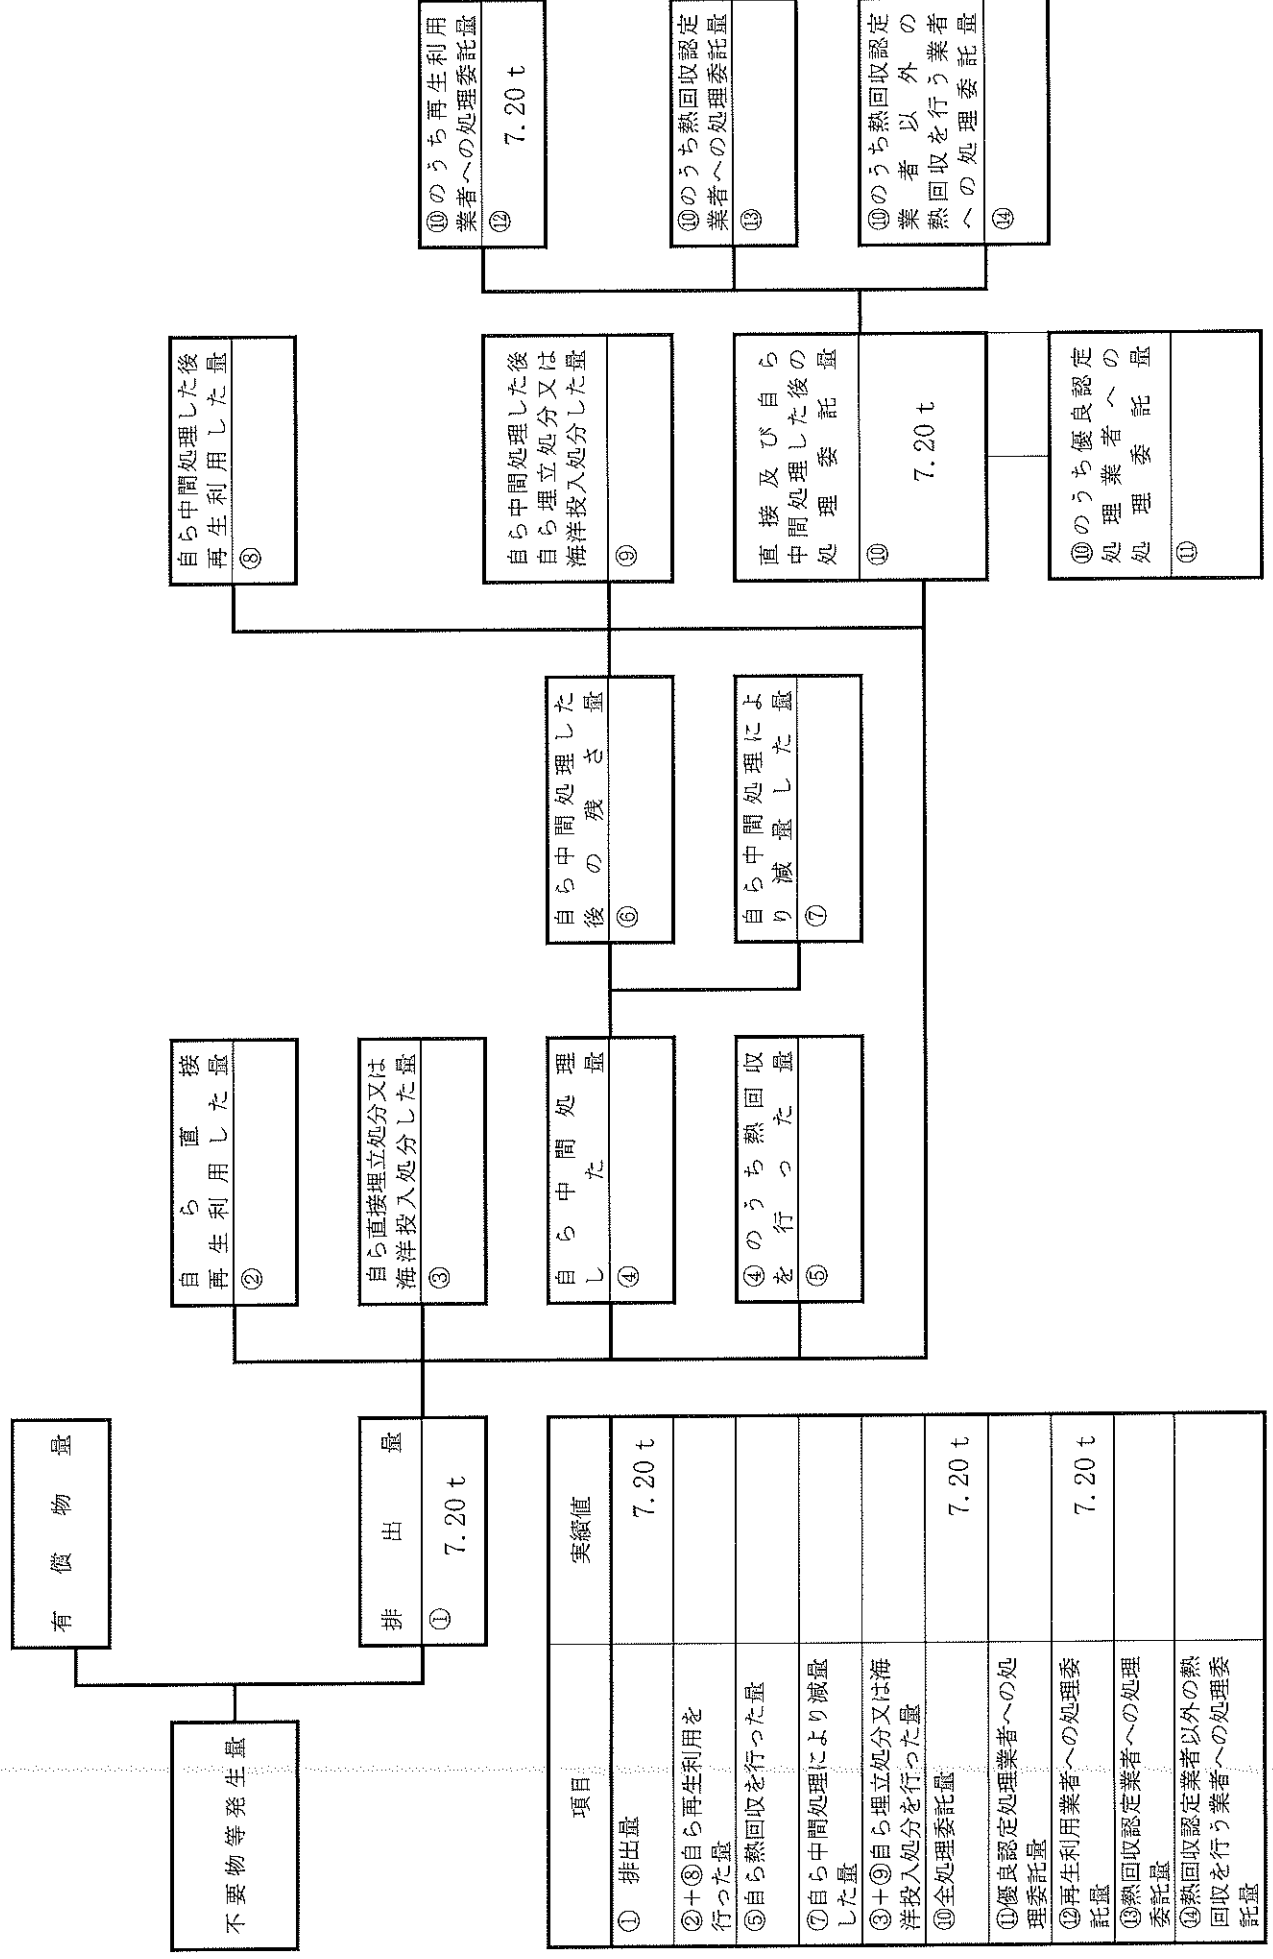 不要物等発生量
有償物量
排出量
① 7.20t
自ら直接
再生利用した量
②
自ら直接埋立処分又は
海洋投入処分した量
③
自ら中間処理
した量
④
④のうち熱回収
を行った量
⑤
自ら中間処理した
後の残さ量
⑥
自ら中間処理によ
り減量した量
⑦
自ら中間処理した後
再生利用した量
⑧
自ら中間処理した後
自ら埋立処分又は
海洋投入処分した量
⑨
直接及び自ら
中間処理した後の
処理委託量
⑩
7.20t
⑩のうち優良認定
処理業者への
処理委託量
⑪
⑩のうち再生利用
業者への処理委託量
⑫
7.20t
⑩のうち熱回収認定
業者への処理委託量
⑬
⑩のうち熱回収認定
業者以外の
熱回収を行う業者
への処理委託量
⑭
項目 実績値
① 排出量 7.20t
②+⑧自ら再生利用を
行った量
⑤自ら熱回収を行った量
⑦自ら中間処理により減量
した量
③+⑨自ら埋立処分又は海
洋投入処分を行った量
⑩全処理委託量 7.20t
⑪優良認定処理業者への処
理委託量
⑫再生利用業者への処理委 7.20t
託量
⑬熱回収認定業者への処理
委託量
⑭熱回収認定業者以外の熱
回収を行う業者への処理委
託量